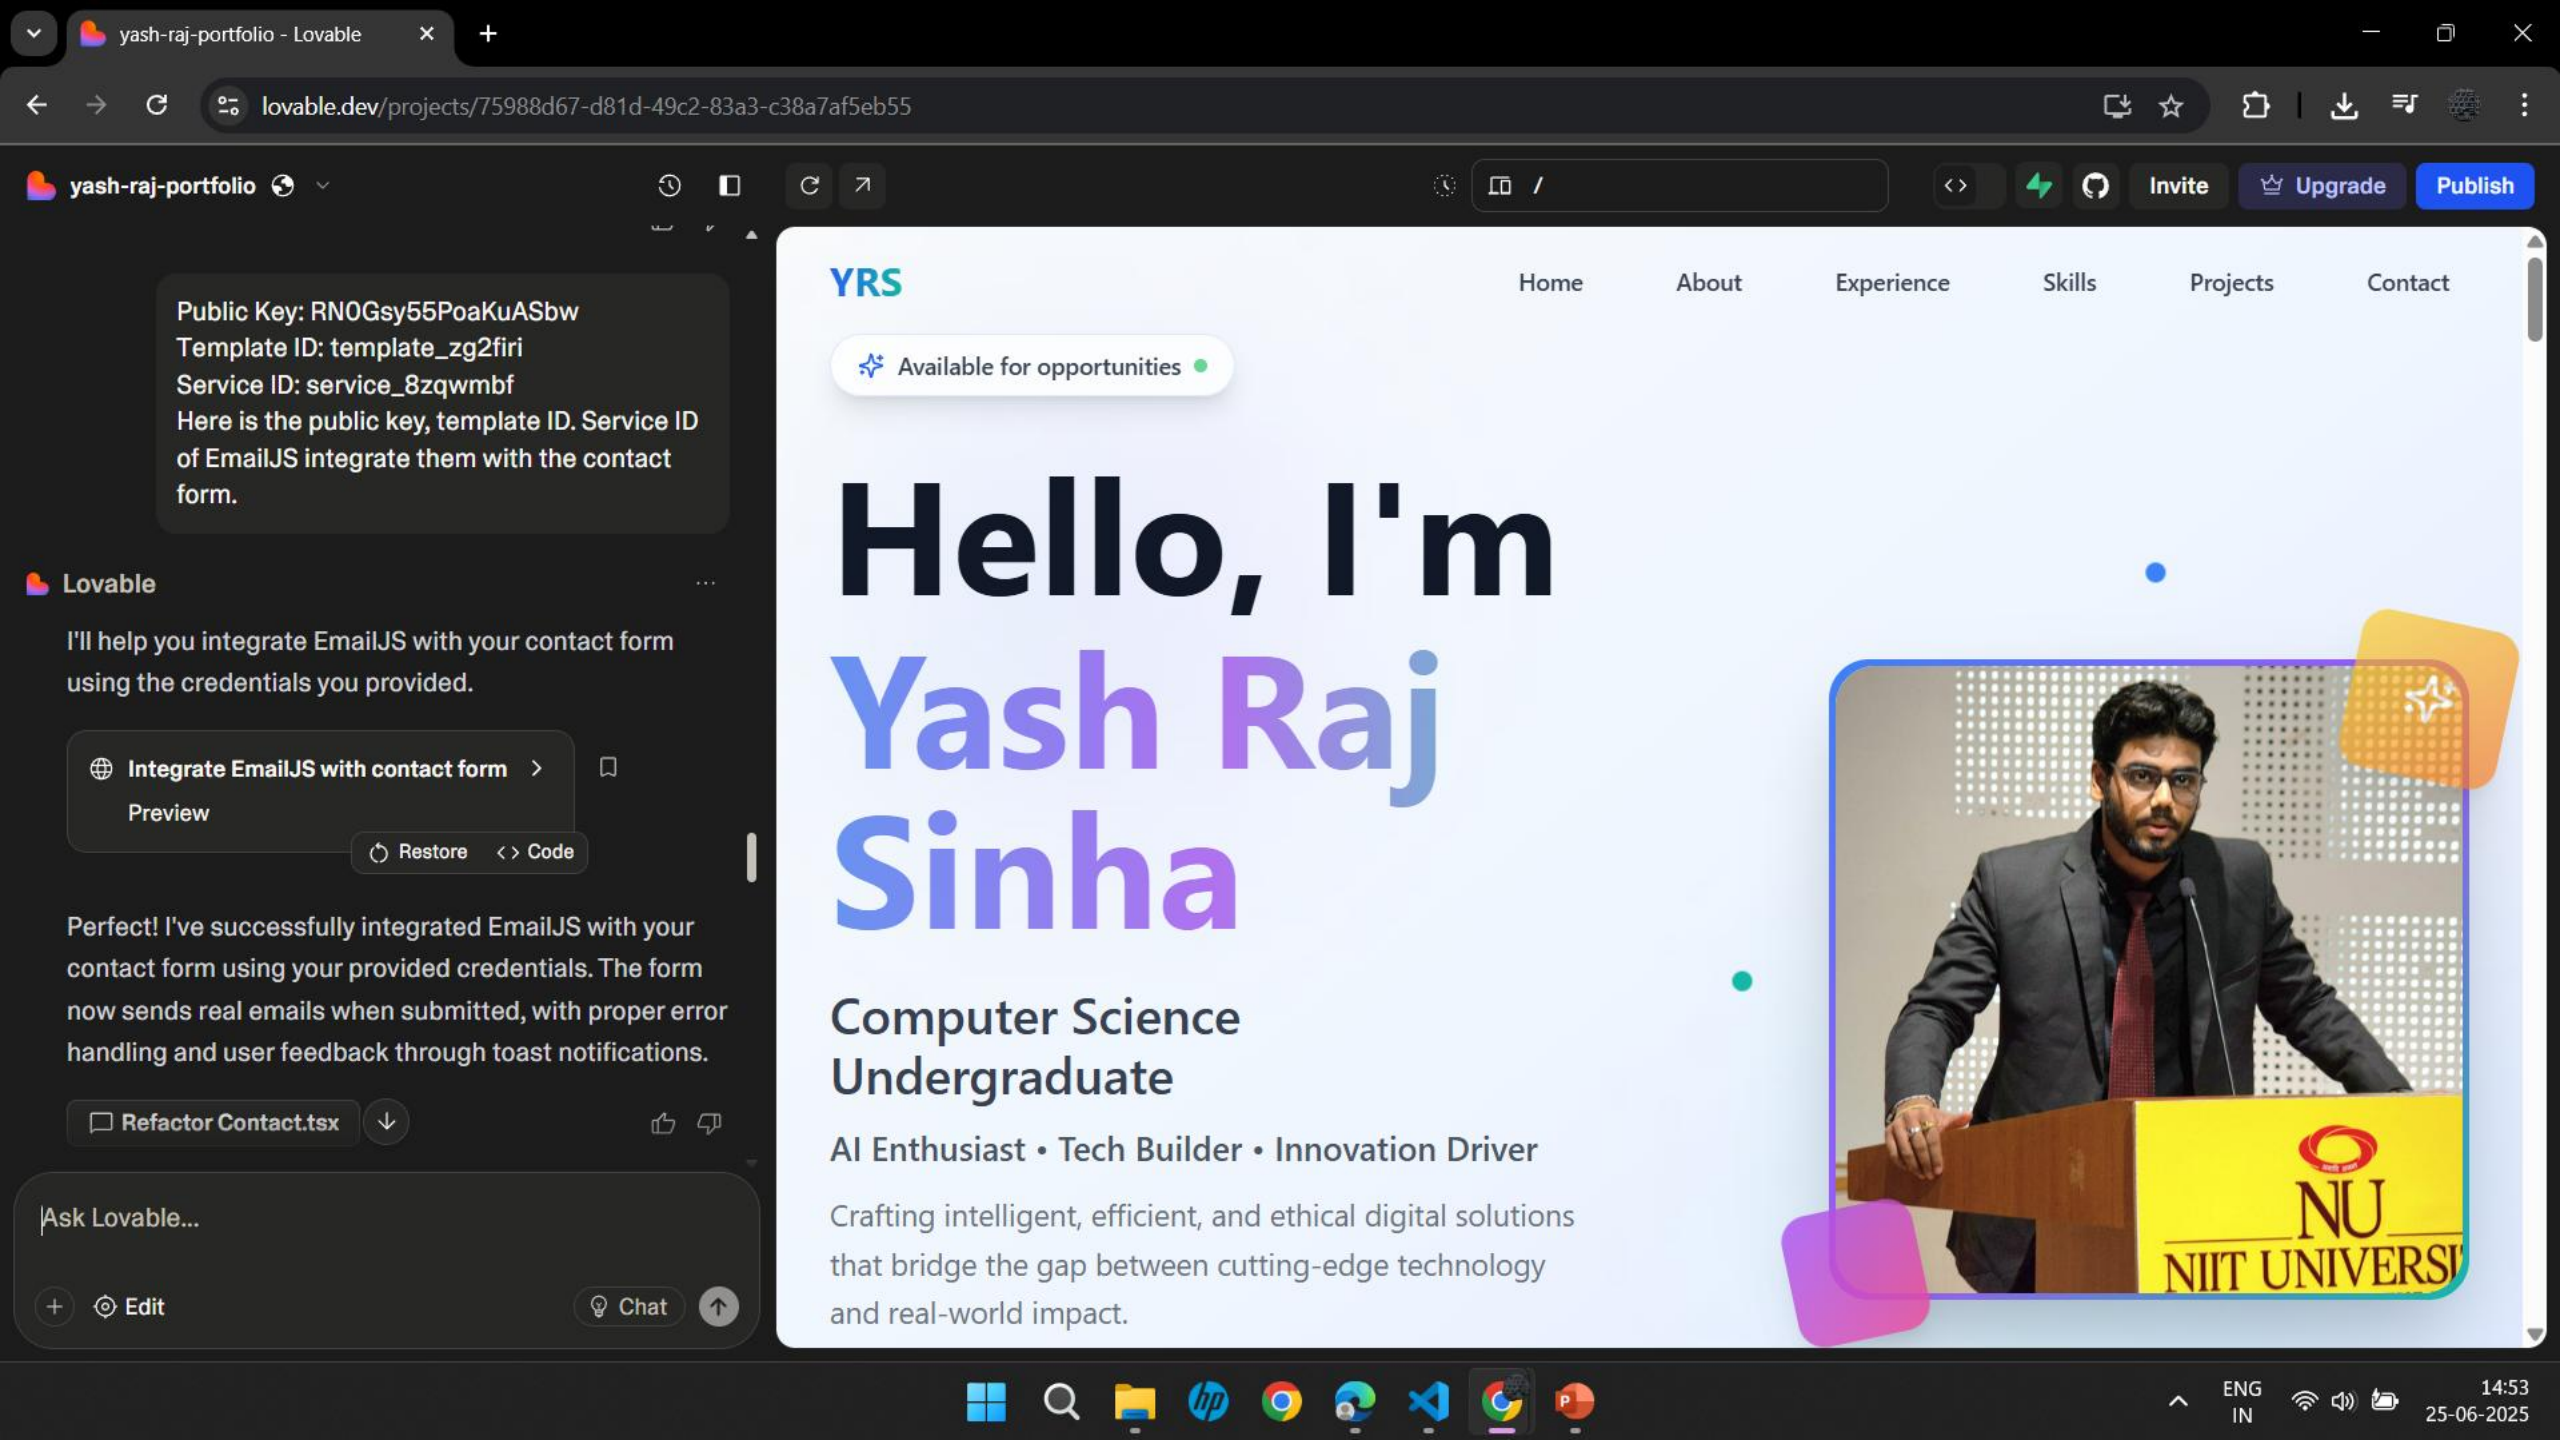 yash-raj-portfolio - Lovable
lovable.dev/projects/75988d67-d81d-49c2-83a3-c38a7af5eb55
yash-raj-portfolio
/
Invite
Upgrade
Publish
Public Key: RN0Gsy55PoaKuASbw
Template ID: template_zg2firi
Service ID: service_8zqwmbf
Here is the public key, template ID. Service ID
of EmailJS integrate them with the contact
form.
Lovable
I'll help you integrate EmailJS with your contact form
using the credentials you provided.
Integrate EmailJS with contact form
Preview
Restore
Code
Perfect! I've successfully integrated EmailJS with your
contact form using your provided credentials. The form
now sends real emails when submitted, with proper error
handling and user feedback through toast notifications.
Refactor Contact.tsx
Ask Lovable...
Edit
Chat
YRS
Home
About
Experience
Skills
Projects
Contact
Available for opportunities
Hello, I'm
Yash Raj
Sinha
Computer Science
Undergraduate
AI Enthusiast • Tech Builder • Innovation Driver
Crafting intelligent, efficient, and ethical digital solutions
that bridge the gap between cutting-edge technology
and real-world impact.
NU
NIIT UNIVERSI
hp
P
ENG
IN
14:53
25-06-2025